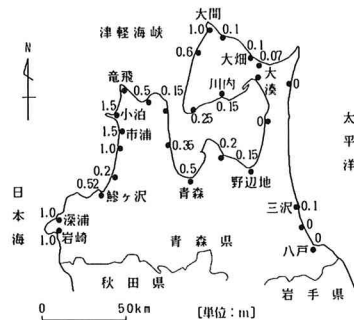 大間
津軽海峡
1.0
0.1
N
0.6
大畑
0.1
0.07
竜飛
川内
大湊
0
0.5
0.15
0.15
1.5
小泊
0.25
太平洋
1.5
市浦
0
1.0
0.36
0.2
0.2
0.15
0.52
0.5
青森
野辺地
日本海
鯵ヶ沢
1.0
深浦
三沢
0.1
1.0
岩崎
青森県
0
八戸
0
秋田県
岩手県
0
50km
[単位:m]